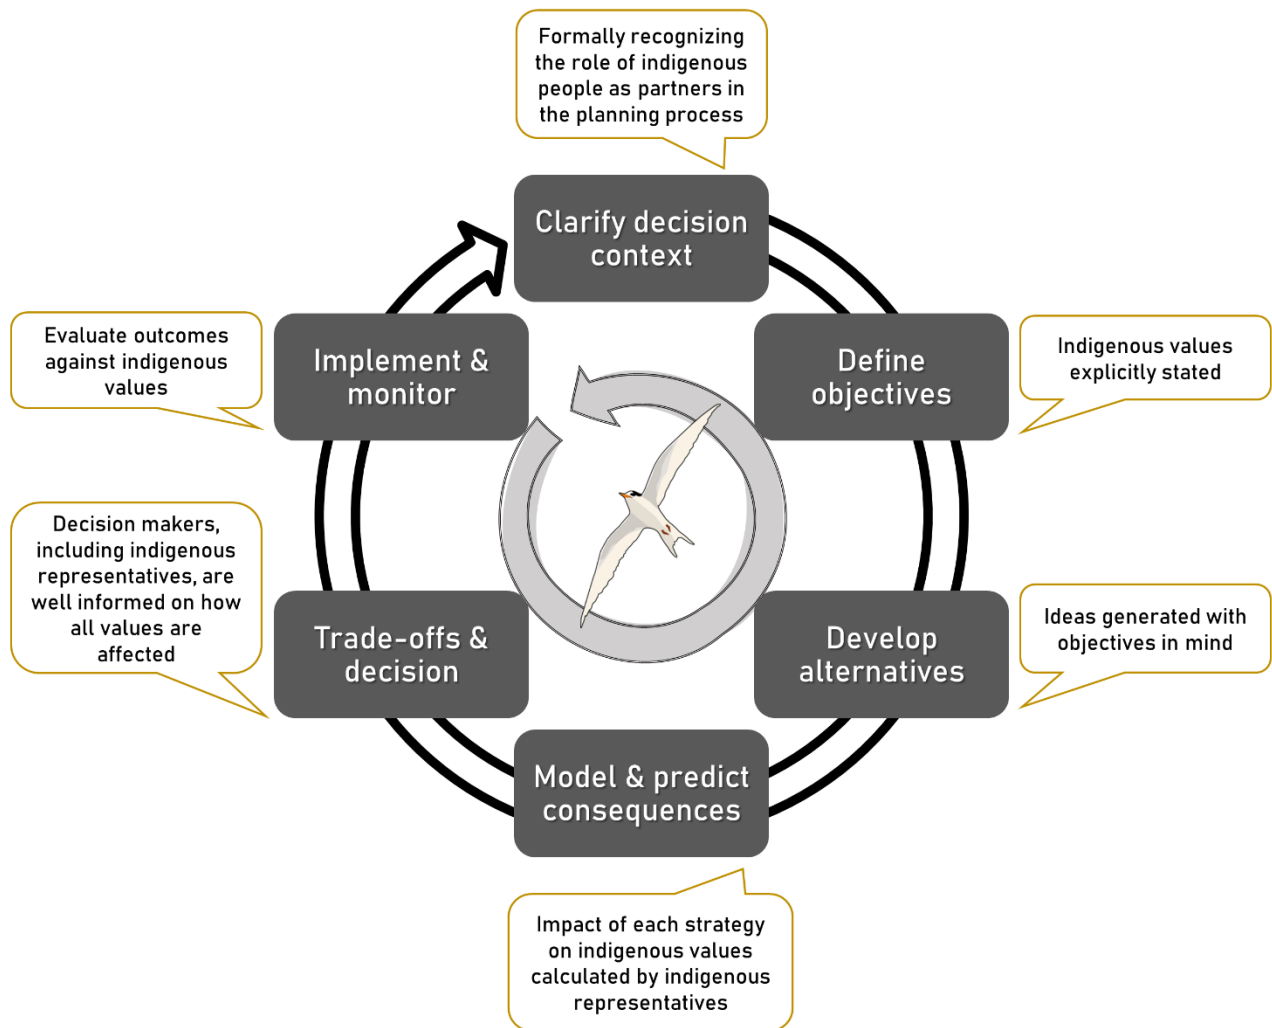 Formally recognizing
the role of indigenous
people as partners in
the planning process
Clarify decision
context
Define
objectives
Indigenous values
explicitly stated
Develop
alternatives
Ideas generated with
objectives in mind
Model & predict
consequences
Impact of each strategy
on indigenous values
calculated by indigenous
representatives
Trade-offs &
decision
Decision makers,
including indigenous
representatives, are
well informed on how
all values are
affected
Implement &
monitor
Evaluate outcomes
against indigenous
values